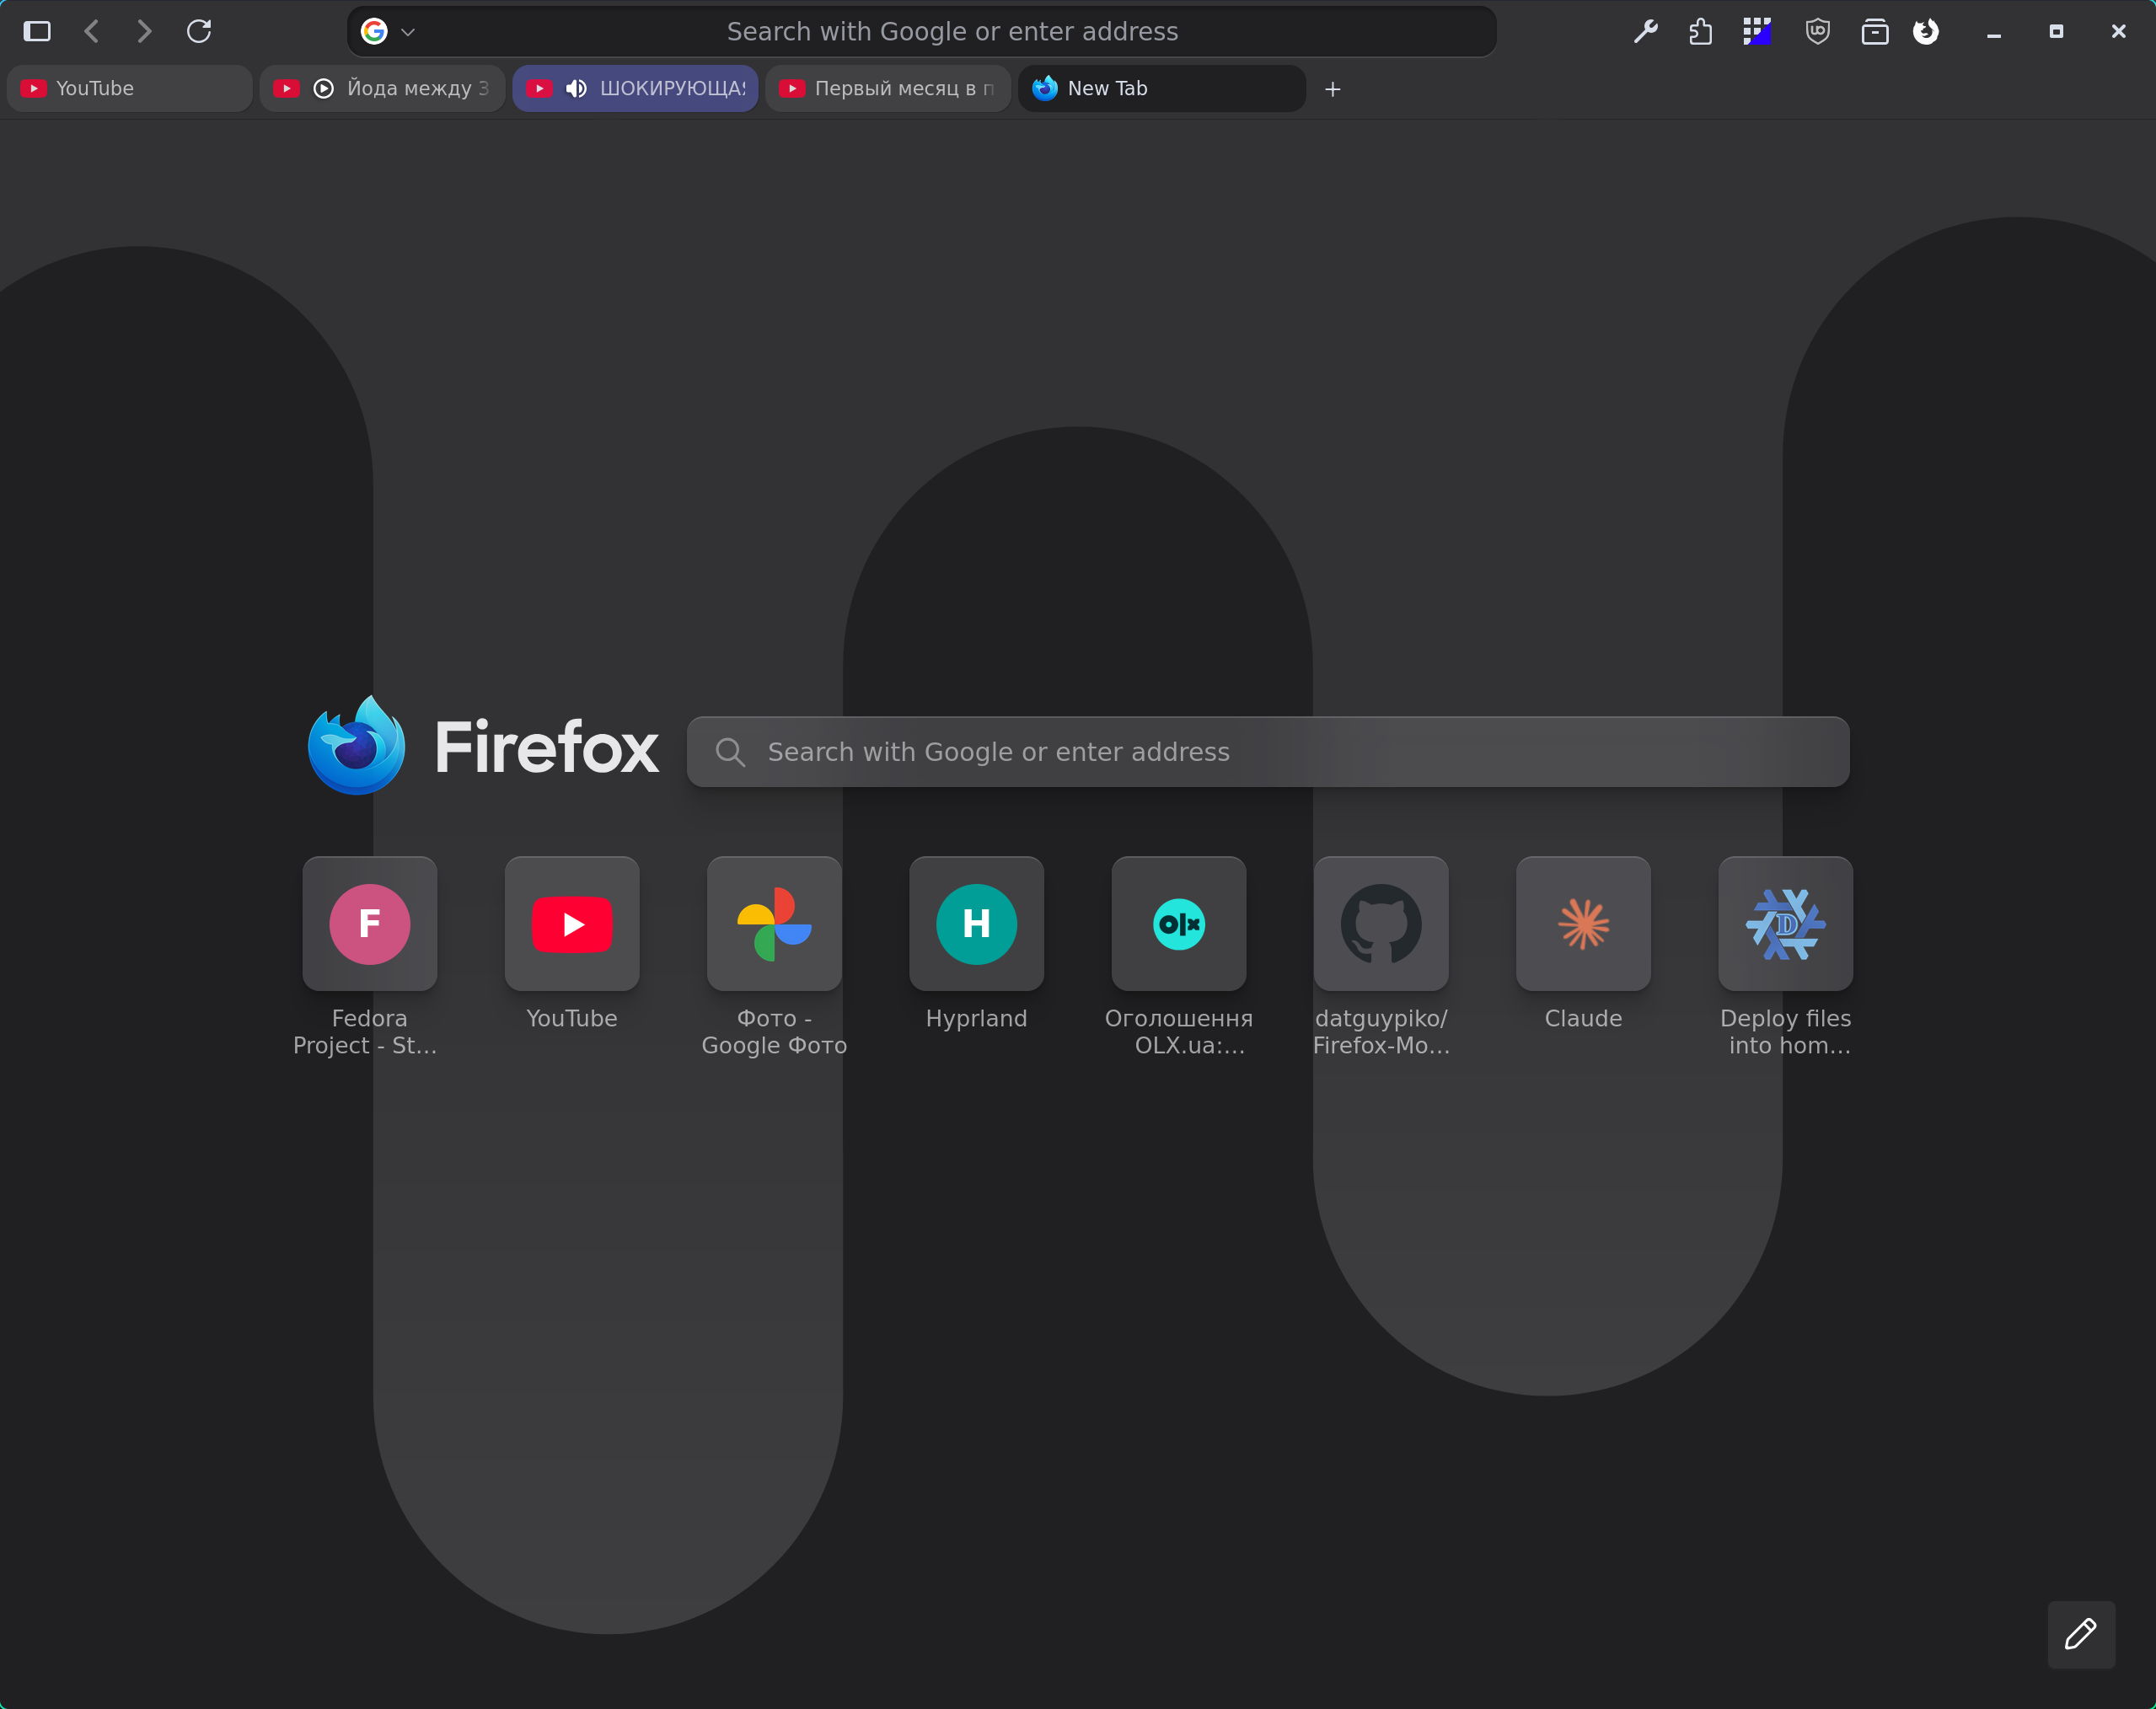 Search with Google or enter address
YouTube
Йода между З
ШОКИРУЮЩАЯ
Первый месяц в п
New Tab
Firefox
Search with Google or enter address
F
H
olx
D
Fedora
Project - St...
YouTube
Фото -
Google Фото
Hyprland
Оголошення
OLX.ua:...
datguypiko/
Firefox-Mo...
Claude
Deploy files
into hom...